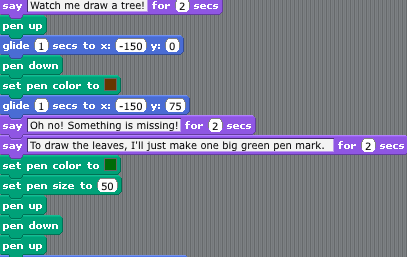 say Watch me draw a tree! for 2 secs
pen up
glide 1 secs to x: -150 y: 0
pen down
set pen color to
glide 1 secs to x: -150 y: 75
say Oh no! Something is missing! for 2 secs
say To draw the leaves, I'll just make one big green pen mark. for 2 secs
set pen color to
set pen size to 50
pen up
pen down
pen up